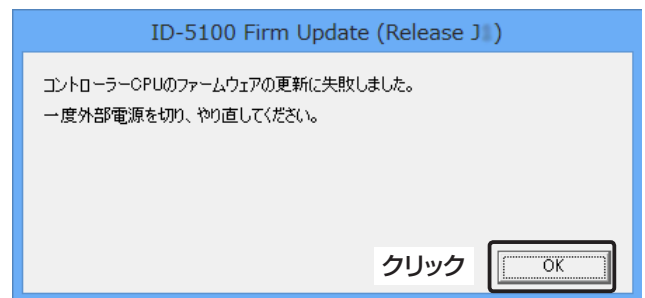 ID-5100 Firm Update (Release J)
コントローラーCPUのファームウェアの更新に失敗しました。
一度外部電源を切り、やり直してください。
クリック
OK